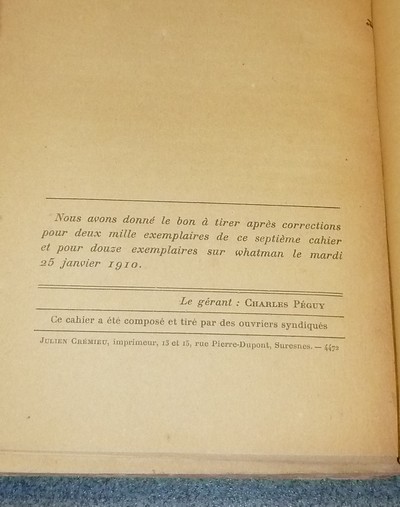 Nous avons donné le bon à tirer après corrections
pour deux mille exemplaires de ce septième cahier
et pour douze exemplaires sur whatman le mardi
25 janvier 1910.
Le gérant : CHARLES PÉGUY
Ce cahier a été composé et tiré par des ouvriers syndiqués
JULIEN CRÉMIEU, imprimeur, 13 et 15, rue Pierre-Dupont, Suresnes. — 4472